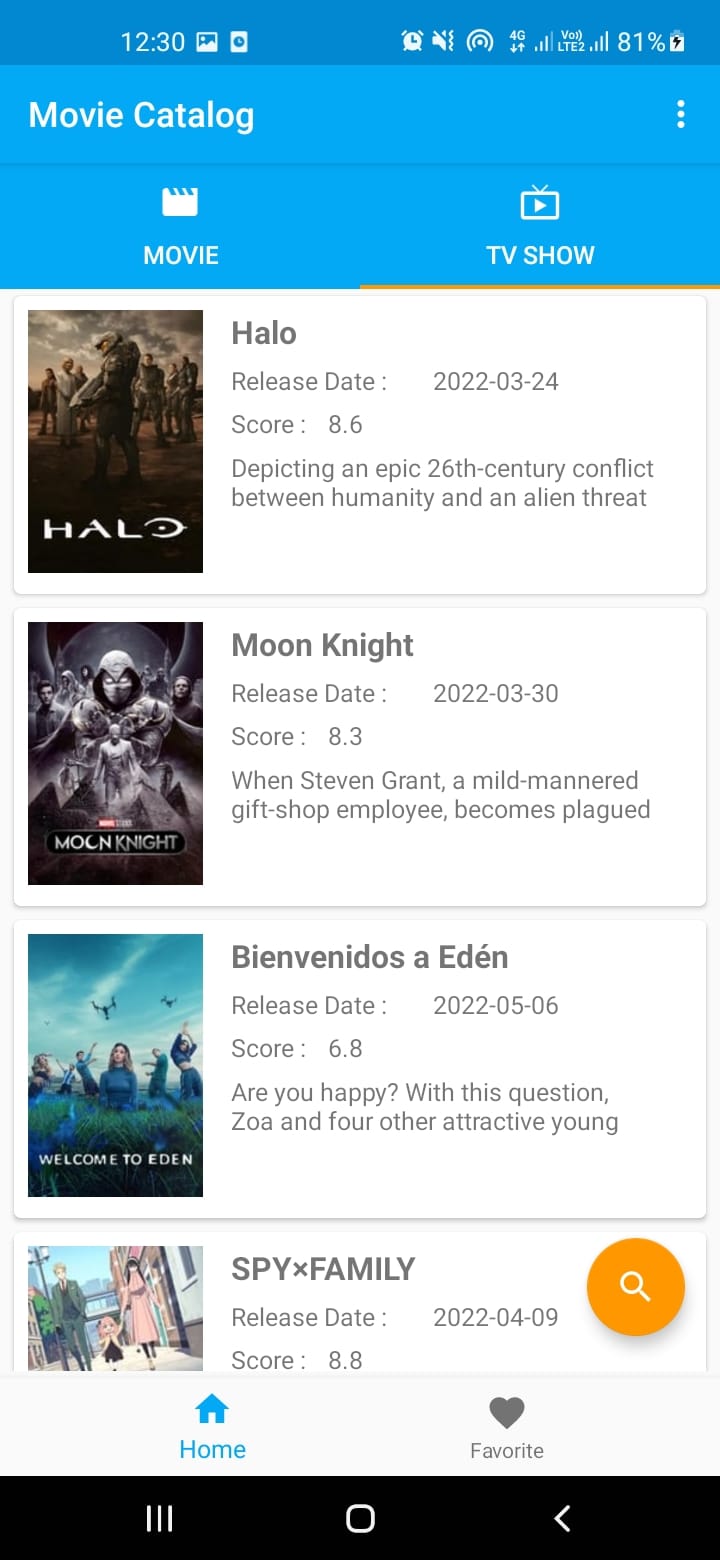 12:30
4G
Vo))
LTE2
81%
Movie Catalog
MOVIE
TV SHOW
HALO
Halo
Release Date : 2022-03-24
Score : 8.6
Depicting an epic 26th-century conflict
between humanity and an alien threat
MARVEL STUDIOS
MOON KNIGHT
Moon Knight
Release Date : 2022-03-30
Score : 8.3
When Steven Grant, a mild-mannered
gift-shop employee, becomes plagued
WELCOME TO EDEN
Bienvenidos a Edén
Release Date : 2022-05-06
Score : 6.8
Are you happy? With this question,
Zoa and four other attractive young
SPY×FAMILY
Release Date : 2022-04-09
Score : 8.8
Home
Favorite